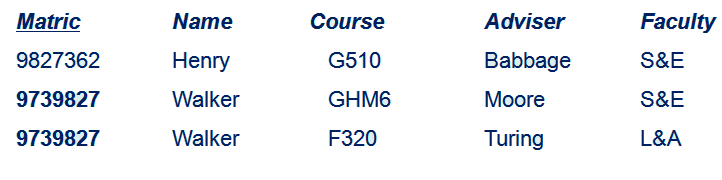 Matric Name Course Adviser Faculty
9827362 Henry G510 Babbage S&E
9739827 Walker GHM6 Moore S&E
9739827 Walker F320 Turing L&A